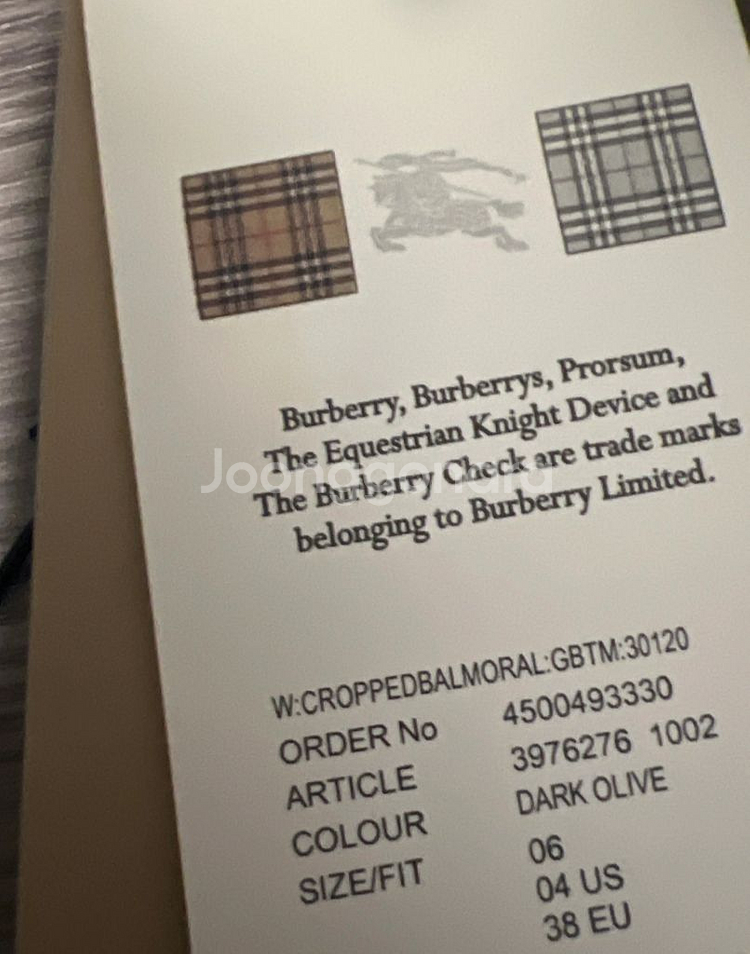 Burberry, Burberrys, Prorsum,
The Equestrian Knight Device and
The Burberry Check are trade marks
belonging to Burberry Limited.
Joonggonara
W:CROPPEDBALMORAL:GBTM:30120
ORDER No 4500493330
ARTICLE 3976276 1002
COLOUR DARK OLIVE
SIZE/FIT 06
04 US
38 EU